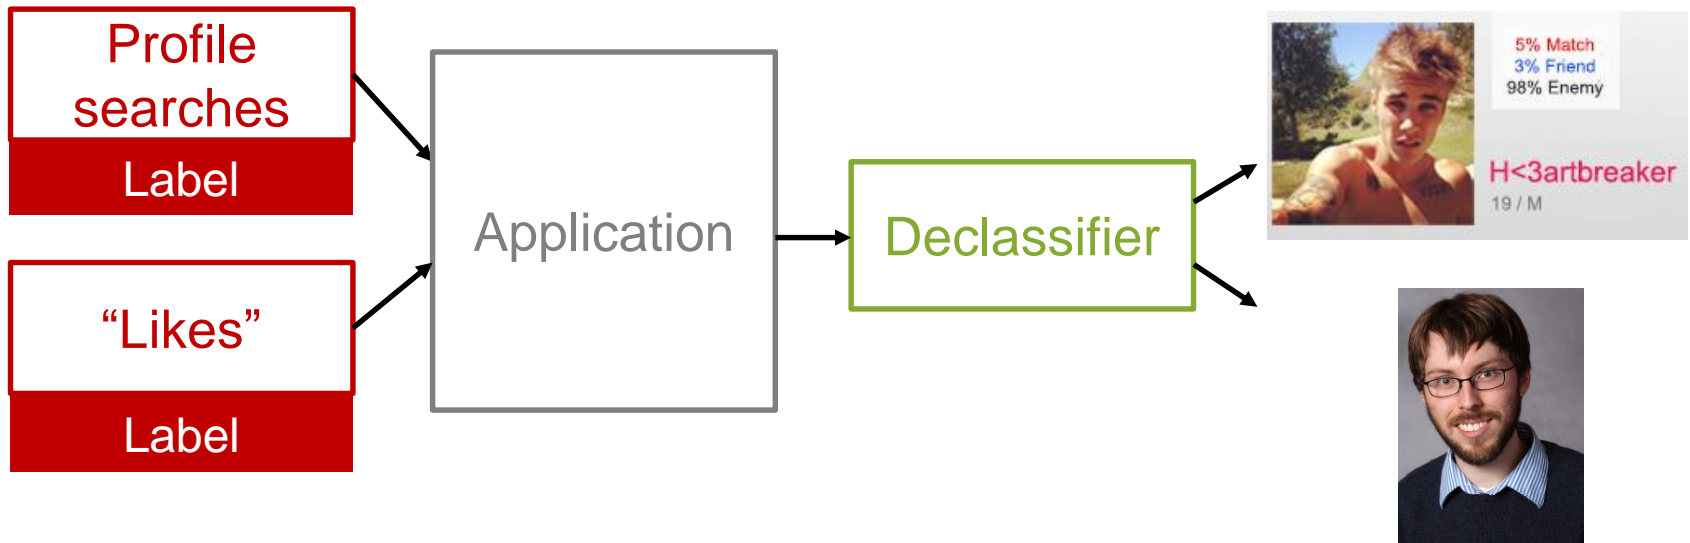 Profile
searches
Label
“Likes”
Label
Application
Declassifier
5% Match
3% Friend
98% Enemy
H<3artbreaker
19 / M